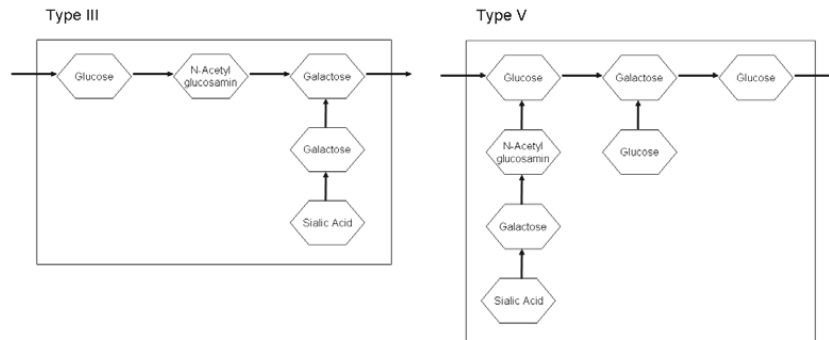 Type III
Glucose
N-Acetyl
glucosamin
Galactose
Galactose
Sialic Acid
Type V
Glucose
Galactose
Glucose
N-Acetyl
glucosamin
Glucose
Galactose
Sialic Acid